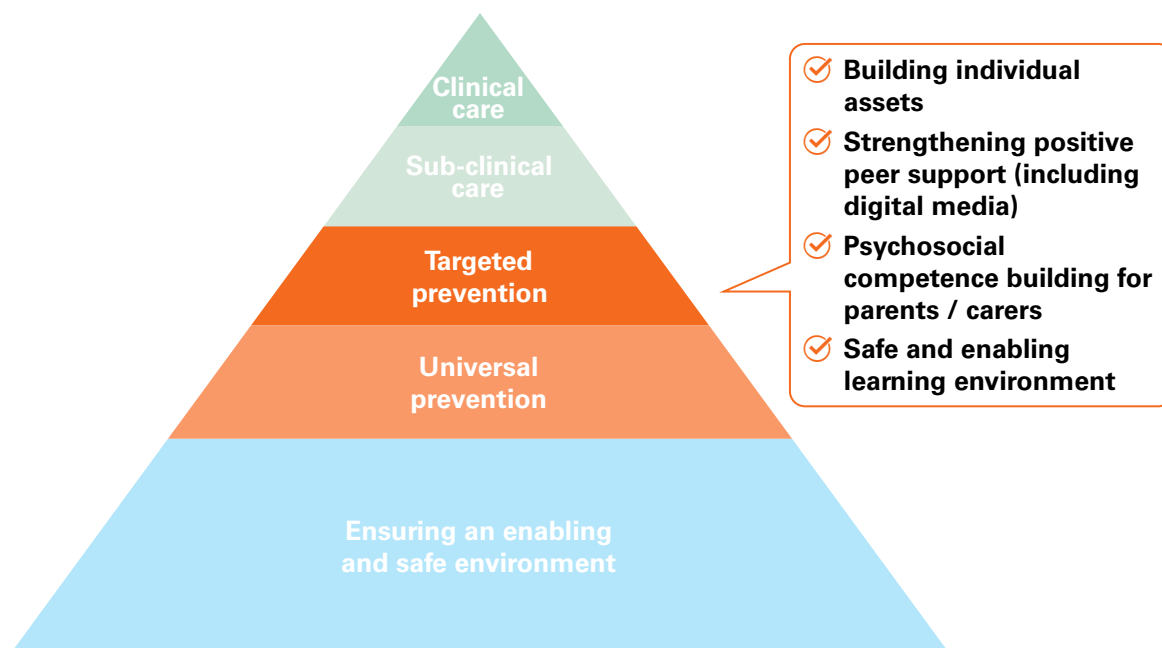 Clinical
care
Sub-clinical
care
Targeted
prevention
Universal
prevention
Ensuring an enabling
and safe environment
Building individual
assets
Strengthening positive
peer support (including
digital media)
Psychosocial
competence building for
parents / carers
Safe and enabling
learning environment